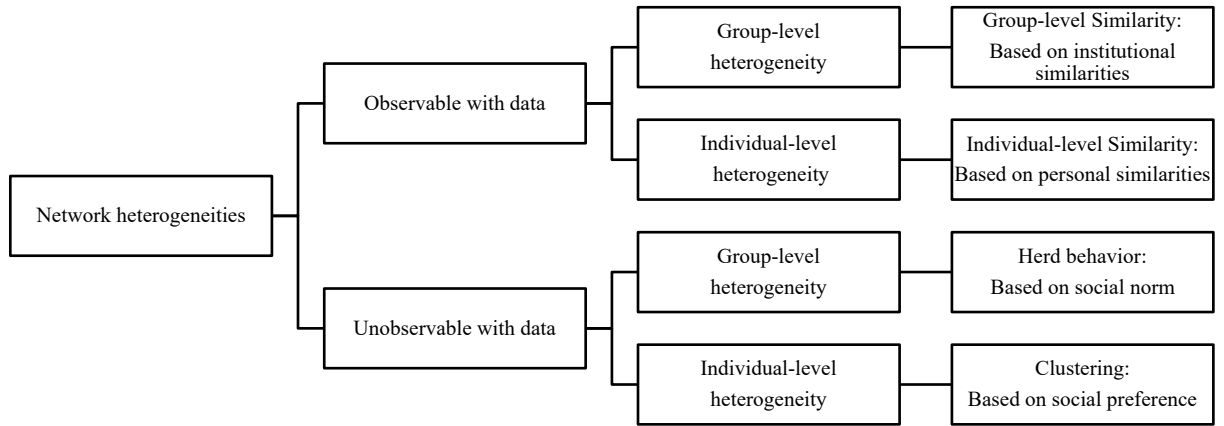 Network heterogeneities
Observable with data
Group-level
heterogeneity
Group-level Similarity:
Based on institutional
similarities
Individual-level
heterogeneity
Individual-level Similarity:
Based on personal similarities
Unobservable with data
Group-level
heterogeneity
Herd behavior:
Based on social norm
Individual-level
heterogeneity
Clustering:
Based on social preference